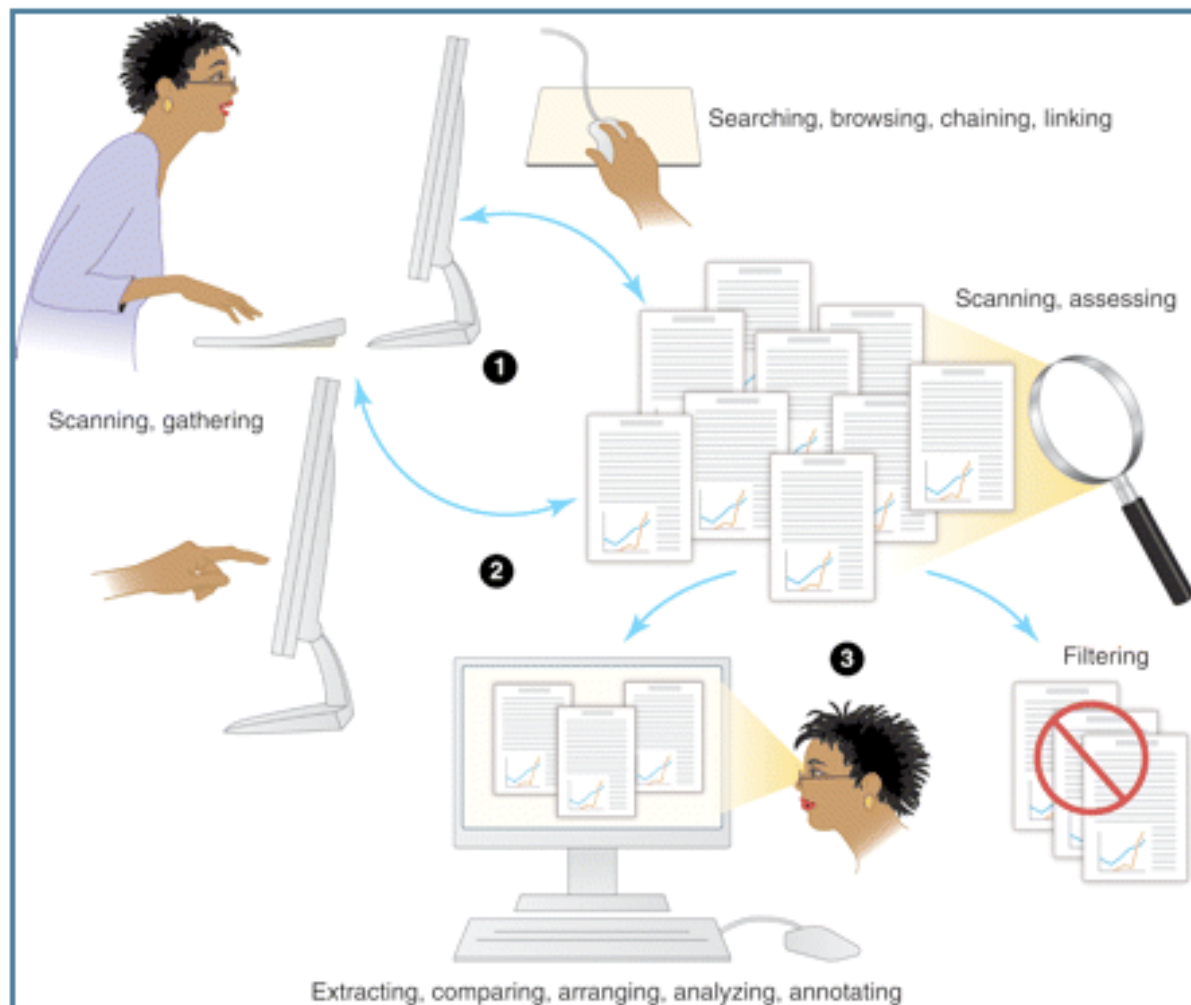 Searching, browsing, chaining, linking
Scanning, assessing
1
Scanning, gathering
2
3
Filtering
Extracting, comparing, arranging, analyzing, annotating